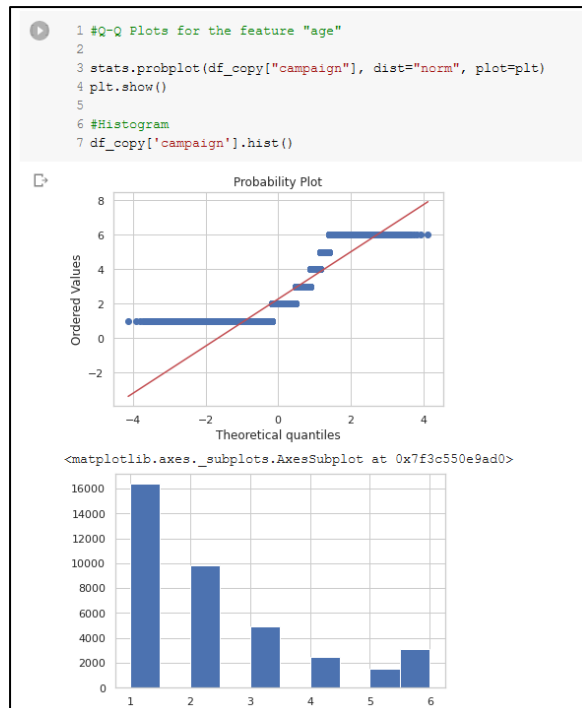 1 #Q-Q Plots for the feature "age"
2
3 stats.probplot(df_copy["campaign"], dist="norm", plot=plt)
4 plt.show()
5
6 #Histogram
7 df_copy['campaign'].hist()
Probability Plot
8
6
4
2
0
−2
Ordered Values
−4 −2 0 2 4
Theoretical quantiles
<matplotlib.axes._subplots.AxesSubplot at 0x7f3c550e9ad0>
16000
14000
12000
10000
8000
6000
4000
2000
0
1 2 3 4 5 6